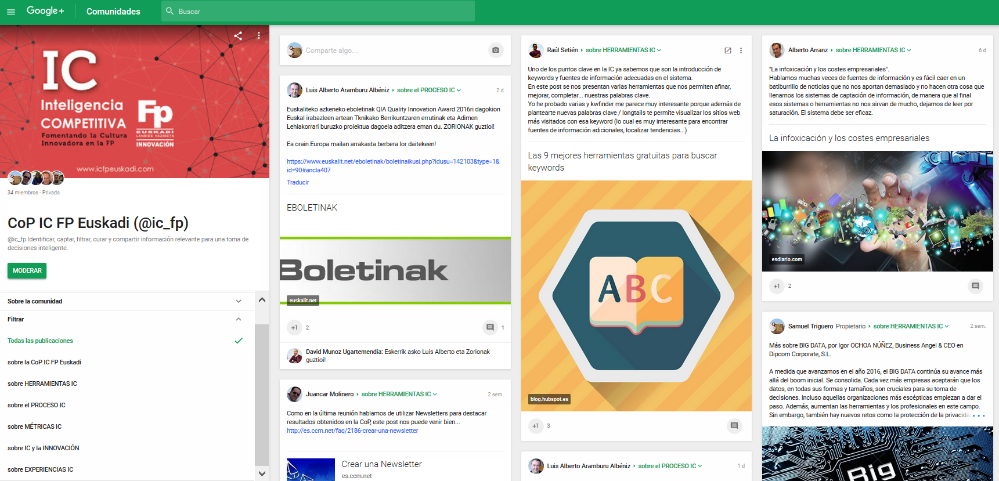 Google+
Comunidades
Buscar
IC
Inteligencia
COMPETITIVA
Fomentando la Cultura
Innovadora en la FP
Fp
EUSKADI
LANBIDE HEZIKETA
INNOVACIÓN
www.icfpeuskadi.com
34 miembros - Privada
CoP IC FP Euskadi (@ic_fp)
@ic_fp Identificar, captar, filtrar, curar y compartir información relevante para una toma de
decisiones inteligente.
MODERAR
Sobre la comunidad
Filtrar
Todas las publicaciones
sobre la CoP IC FP Euskadi
sobre HERRAMIENTAS IC
sobre el PROCESO IC
sobre MÉTRICAS IC
sobre IC y la INNOVACIÓN
sobre EXPERIENCIAS IC
Comparte algo...
Luis Alberto Aramburu Albéniz sobre el PROCESO IC 2 d
Euskaliteko azkeneko eboletinak QIA Quality Innovation Award 2016ri dagokion
Euskal irabazleen artean Tknikako Berrikuntzaren errutinak eta Adimen
Lehiakorrari buruzko proiektua dagoela aditzera eman du. ZORIONAK guztioi!
Ea orain Europa mailan arrakasta berbera lor daitekeen!
https://www.euskalit.net/eboletinak/boletinaikusi.php?idusu=142103&type=1&
id=90#ancla407
Traducir
EBOLETINAK
Boletinak
euskalit.net
+1 2 1
David Munoz Ugartemendia: Eskerrik asko Luis Alberto eta Zorionak
guztioi!
Juancar Molinero sobre HERRAMIENTAS IC 2 sem.
Como en la última reunión hablamos de utilizar Newsletters para destacar
resultados obtenidos en la CoP, este post nos puede venir bien...
http://es.ccm.net/faq/2186-crear-una-newsletter
Crear una Newsletter
es.ccm.net
Raúl Setién sobre HERRAMIENTAS IC
Uno de los puntos clave en la IC ya sabemos que son la introducción de
keywords y fuentes de información adecuadas en el sistema.
En este post se nos presentan varias herramientas que nos permiten afinar,
mejorar, completar... nuestras palabras clave.
Yo he probado varias y kwfinder me parece muy interesante porque además de
plantearte nuevas palabras clave / longtails te permite visualizar los sitios web
más visitados con esa keyword (lo cual es muy interesante para encontrar
fuentes de información adicionales, localizar tendencias...)
Las 9 mejores herramientas gratuitas para buscar
keywords
ABC
blog.hubspot.es
+1 3
Luis Alberto Aramburu Albéniz sobre el PROCESO IC 1 d
Alberto Arranz sobre HERRAMIENTAS IC 6 d
"La infoxicación y los costes empresariales".
Hablamos muchas veces de fuentes de información y es fácil caer en un
batiburrillo de noticias que no nos aportan demasiado y no hacen otra cosa que
llenarnos los sistemas de captación de información, de manera que al final
esos sistemas o herramientas no nos sirvan de mucho, dejamos de leer por
saturación. El sistema debe ser eficaz.
La infoxicación y los costes empresariales
esdiario.com
+1 2
Samuel Triguero Propietario sobre HERRAMIENTAS IC 2 sem.
Más sobre BIG DATA, por Igor OCHOA NÚÑEZ, Business Angel & CEO en
Dipcom Corporate, S.L.
A medida que avanzamos en el año 2016, el BIG DATA continúa su avance más
allá del boom inicial. Se consolida. Cada vez más empresas aceptarán que los
datos, en todas sus formas y tamaños, son cruciales para su toma de
decisiones. Incluso aquellas organizaciones más escépticas empiezan a dar el
paso. Además, aumentan las herramientas y los profesionales en este campo.
Sin embargo, también hay nuevos retos como la protección de la privacidad...
Big